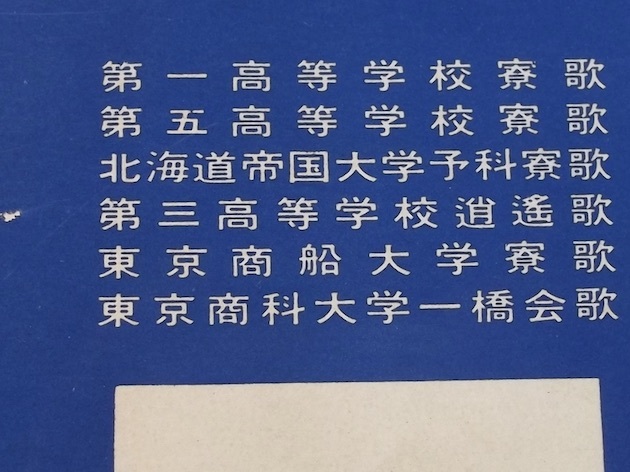 第一高等学校寮歌
第五高等学校寮歌
北海道帝国大学予科寮歌
第三高等学校逍遙歌
東京商船大学寮歌
東京商科大学一橋会歌